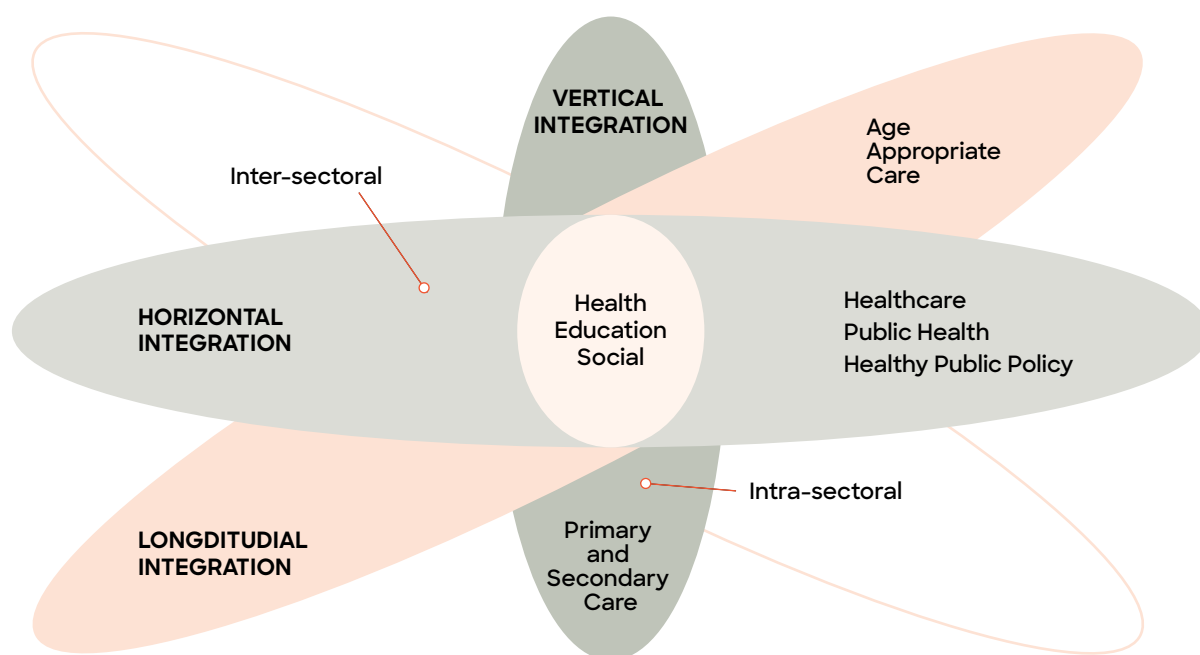 VERTICAL
INTEGRATION
Age
Appropriate
Care
Inter-sectoral
HORIZONTAL
INTEGRATION
Health
Education
Social
Healthcare
Public Health
Healthy Public Policy
Intra-sectoral
LONGDITUDIAL
INTEGRATION
Primary
and
Secondary
Care